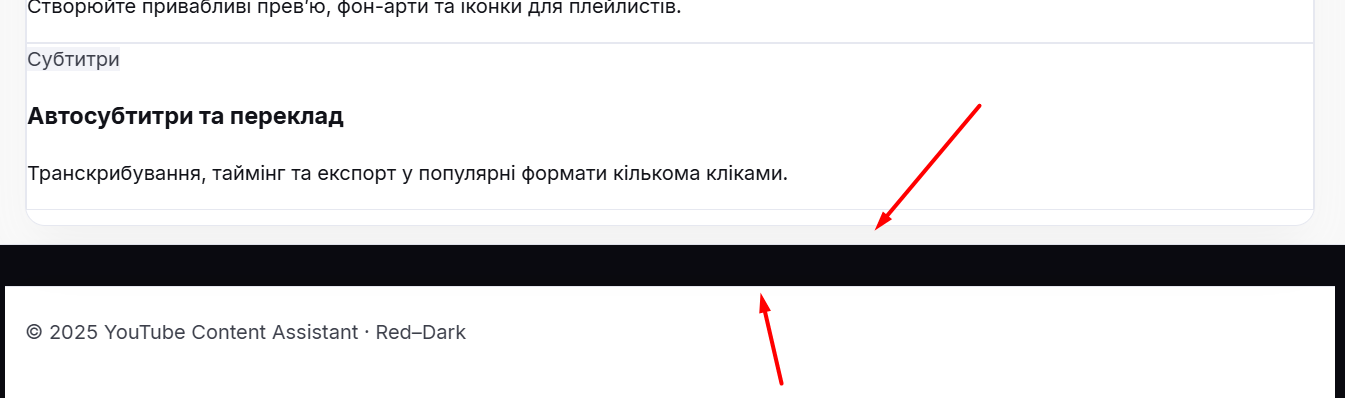 Створюйте привабливі прев’ю, фон-арти та іконки для плейлистів.
Субтитри
Автосубтитри та переклад
Транскрибування, таймінг та експорт у популярні формати кількома кліками.
© 2025 YouTube Content Assistant · Red–Dark